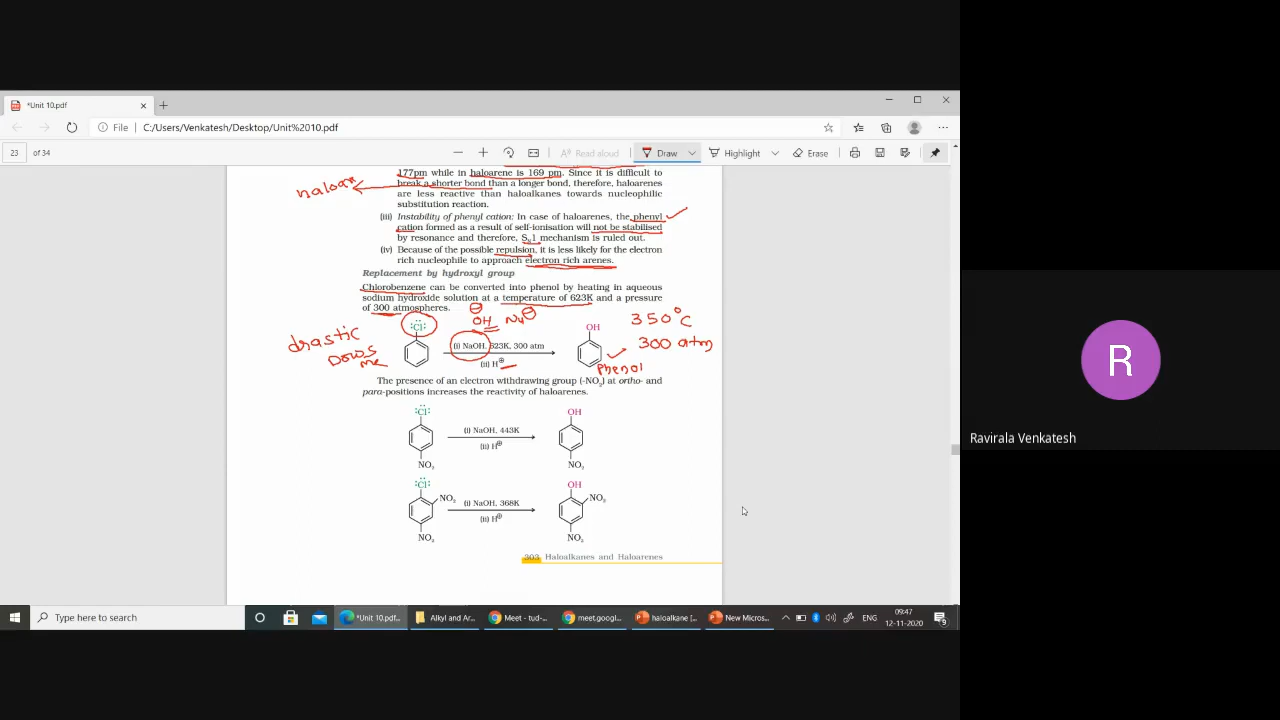 *Unit 10.pdf
File C:/Users/Venkatesh/Desktop/Unit%2010.pdf
23 of 34
Read aloud Draw Highlight Erase
177pm while in haloarene is 169 pm. Since it is difficult to
break a shorter bond than a longer bond, therefore, haloarenes
are less reactive than haloalkanes towards nucleophilic
substitution reaction.
(iii) Instability of phenyl cation: In case of haloarenes, the phenyl
cation formed as a result of self-ionisation will not be stabilised
by resonance and therefore, SN1 mechanism is ruled out.
(iv) Because of the possible repulsion, it is less likely for the electron
rich nucleophile to approach electron rich arenes.
Replacement by hydroxyl group
Chlorobenzene can be converted into phenol by heating in aqueous
sodium hydroxide solution at a temperature of 623K and a pressure
of 300 atmospheres.
⊖ OH Nu⊖
350°C
300 atm
drastic
Dows
Cl
(i) NaOH, 623K, 300 atm
(ii) H⊕
OH
Phenol
The presence of an electron withdrawing group (-NO2) at ortho- and
para-positions increases the reactivity of haloarenes.
Cl
NO2
(i) NaOH, 443K
(ii) H⊕
OH
NO2
Cl
NO2
NO2
(i) NaOH, 368K
(ii) H⊕
OH
NO2
NO2
303 Haloalkanes and Haloarenes
R
Ravirala Venkatesh
Type here to search
*Unit 10.pdf...
Alkyl and Ar...
Meet - tud-...
meet.googl...
haloalkane [...
New Micros...
ENG
09:47
12-11-2020